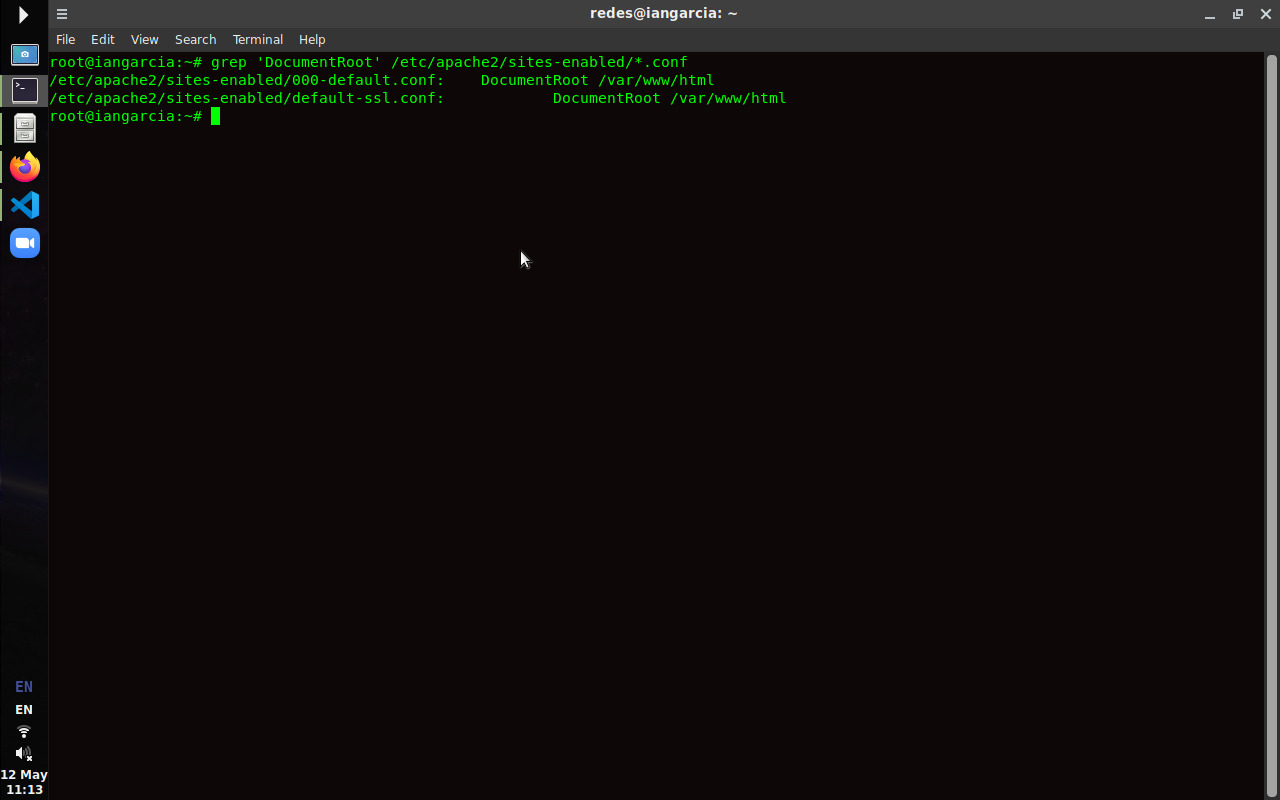 redes@iangarcia: ~
File Edit View Search Terminal Help
root@iangarcia:~# grep 'DocumentRoot' /etc/apache2/sites-enabled/*.conf
/etc/apache2/sites-enabled/000-default.conf:    DocumentRoot /var/www/html
/etc/apache2/sites-enabled/default-ssl.conf:            DocumentRoot /var/www/html
root@iangarcia:~#
EN
EN
12 May
11:13